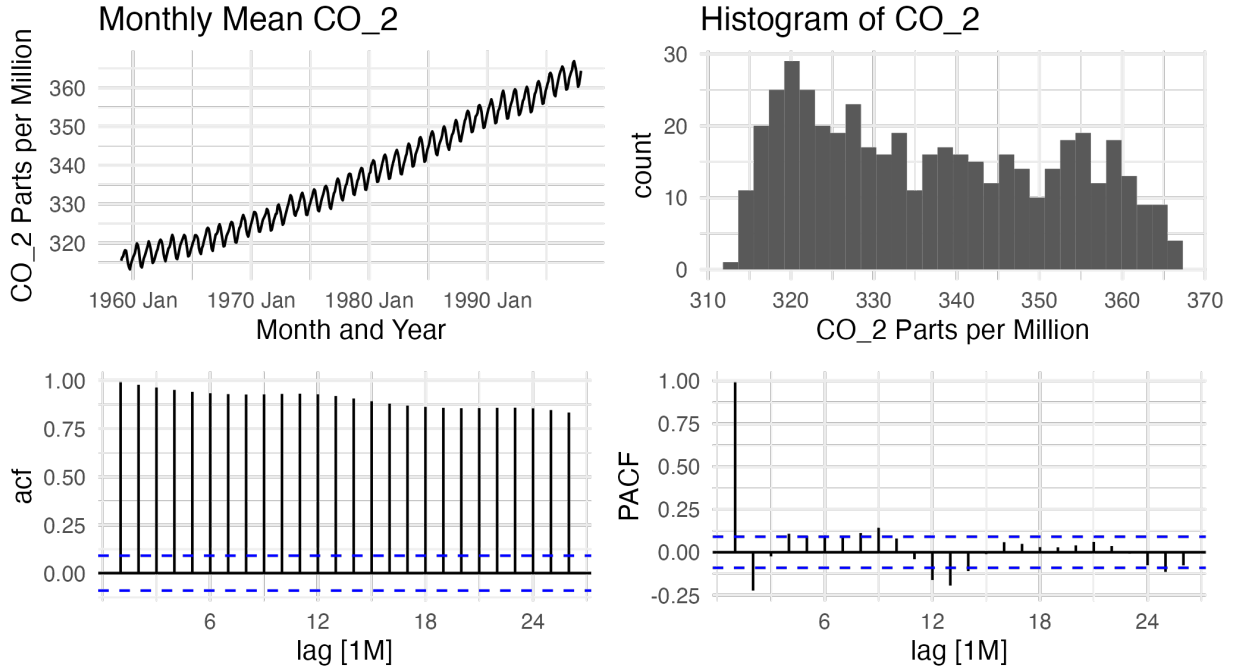 Monthly Mean CO_2
CO_2 Parts per Million
360
350
340
330
320
1960 Jan 1970 Jan 1980 Jan 1990 Jan
Month and Year
Histogram of CO_2
count
30
20
10
0
310 320 330 340 350 360 370
CO_2 Parts per Million
acf
1.00
0.75
0.50
0.25
0.00
6 12 18 24
lag [1M]
PACF
1.00
0.75
0.50
0.25
0.00
-0.25
6 12 18 24
lag [1M]